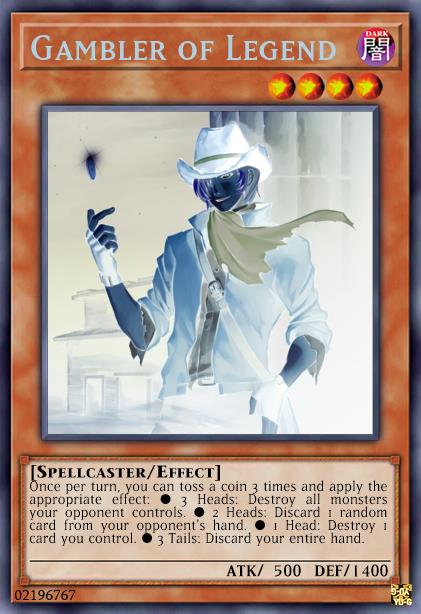 GAMBLER OF LEGEND
DARK
闇
[SPELLCASTER/EFFECT]
Once per turn, you can toss a coin 3 times and apply the
appropriate effect: ● 3 Heads: Destroy all monsters
your opponent controls. ● 2 Heads: Discard 1 random
card from your opponent's hand. ● 1 Head: Destroy 1
card you control. ● 3 Tails: Discard your entire hand.
ATK/ 500 DEF/1400
02196767